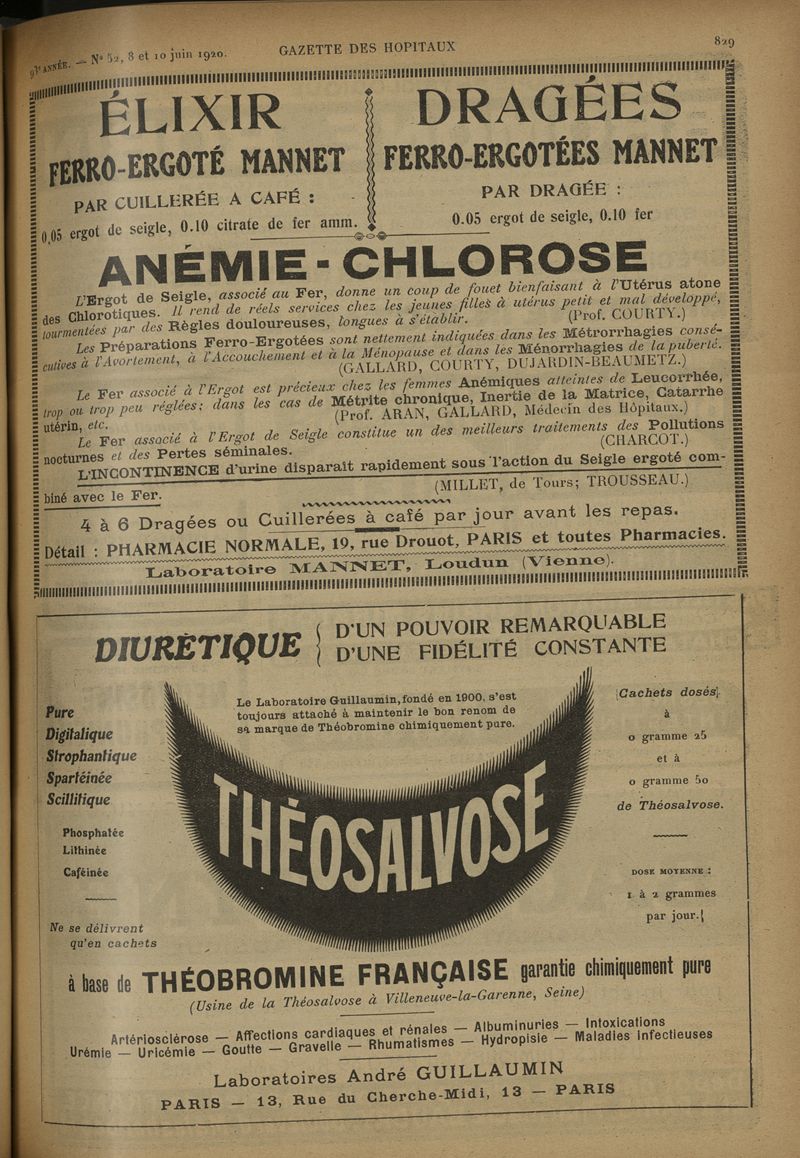 93e ANNÉE. — No 52, 8 et 10 juin 1920.
GAZETTE DES HOPITAUX
829
ÉLIXIR
FERRO-ERGOTÉ MANNET
PAR CUILLERÉE A CAFÉ :
0,05 ergot de seigle, 0.10 citrate de fer amm.
DRAGÉES
FERRO-ERGOTÉES MANNET
PAR DRAGÉE :
0.05 ergot de seigle, 0.10 fer
ANÉMIE - CHLOROSE
L'Ergot de Seigle, associé au Fer, donne un coup de fouet bienfaisant à l'Utérus atone
des Chlorotiques. Il rend de réels services chez les jeunes filles à utérus petit et mal développé,
tourmentées par des Règles douloureuses, longues à s'établir. (Prof. COURTY.)
Les Préparations Ferro-Ergotées sont nettement indiquées dans les Métrorrhagies consé-
cutives à l'Avortement, à l'Accouchement et à la Ménopause et dans les Ménorrhagies de la puberté.
(GALLARD, COURTY, DUJARDIN-BEAUMETZ.)
Le Fer associé à l'Ergot est précieux chez les femmes Anémiques atteintes de Leucorrhée,
trop ou trop peu réglées; dans les cas de Métrite chronique, Inertie de la Matrice, Catarrhe
utérin, etc. (Prof. ARAN, GALLARD, Médecin des Hôpitaux.)
Le Fer associé à l'Ergot de Seigle constitue un des meilleurs traitements des Pollutions
nocturnes et des Pertes séminales. (CHARCOT.)
L'INCONTINENCE d'urine disparaît rapidement sous l'action du Seigle ergoté com-
biné avec le Fer. (MILLET, de Tours; TROUSSEAU.)
4 à 6 Dragées ou Cuillerées à café par jour avant les repas.
Détail : PHARMACIE NORMALE, 19, rue Drouot, PARIS et toutes Pharmacies.
Laboratoire MANNET, Loudun (Vienne).
DIURÉTIQUE
D'UN POUVOIR REMARQUABLE
D'UNE FIDÉLITÉ CONSTANTE
Le Laboratoire Guillaumin, fondé en 1900, s'est
toujours attaché à maintenir le bon renom de
sa marque de Théobromine chimiquement pure.
Pure
Digitalique
Strophantique
Spartéinée
Scillitique
Phosphatée
Lithinée
Caféinée
Ne se délivrent
qu'en cachets
THÉOSALVOSE
Cachets dosés
à
0 gramme 25
et à
0 gramme 50
de Théosalvose.
DOSE MOYENNE :
1 à 2 grammes
par jour.
à base de THÉOBROMINE FRANÇAISE garantie chimiquement pure
(Usine de la Théosalvose à Villeneuve-la-Garenne, Seine)
Artériosclérose — Affections cardiaques et rénales — Albuminuries — Intoxications
Urémie — Uricémie — Goutte — Gravelle — Rhumatismes — Hydropisie — Maladies Infectieuses
Laboratoires André GUILLAUMIN
PARIS — 13, Rue du Cherche-Midi, 13 — PARIS